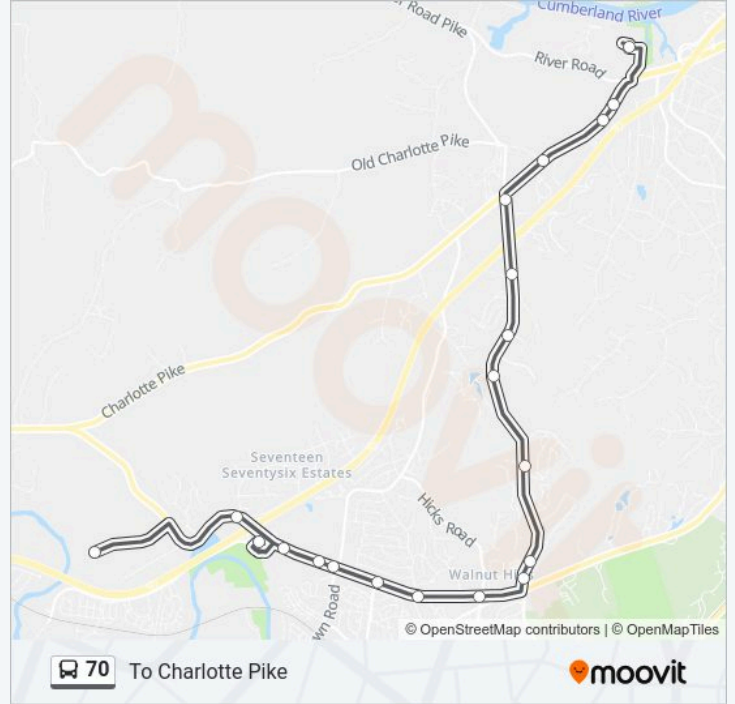 Cumberland River
Road Pike
River Road
Old Charlotte Pike
Charlotte Pike
Seventeen
Seventysix Estates
Hicks Road
Walnut Hi
wn Road
moovit
© OpenStreetMap contributors | © OpenMapTiles
70 To Charlotte Pike
moovit